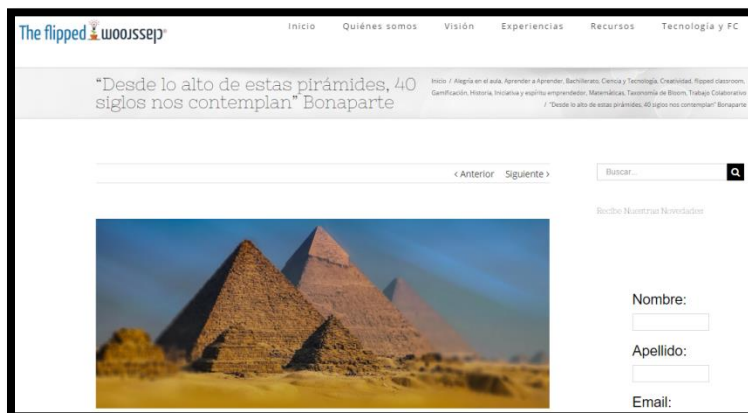 The flipped classroom®
Inicio Quiénes somos Visión Experiencias Recursos Tecnología y FC
“Desde lo alto de estas pirámides, 40
siglos nos contemplan” Bonaparte
Inicio / Alegría en el aula, Aprender a Aprender, Bachillerato, Ciencia y Tecnología, Creatividad, flipped classroom,
Gamificación, Historia, Iniciativa y espíritu emprendedor, Matemáticas, Taxonomía de Bloom, Trabajo Colaborativo
/ “Desde lo alto de estas pirámides, 40 siglos nos contemplan” Bonaparte
‹ Anterior Siguiente ›
Buscar...
Recibe Nuestras Novedades
Nombre:
Apellido:
Email: